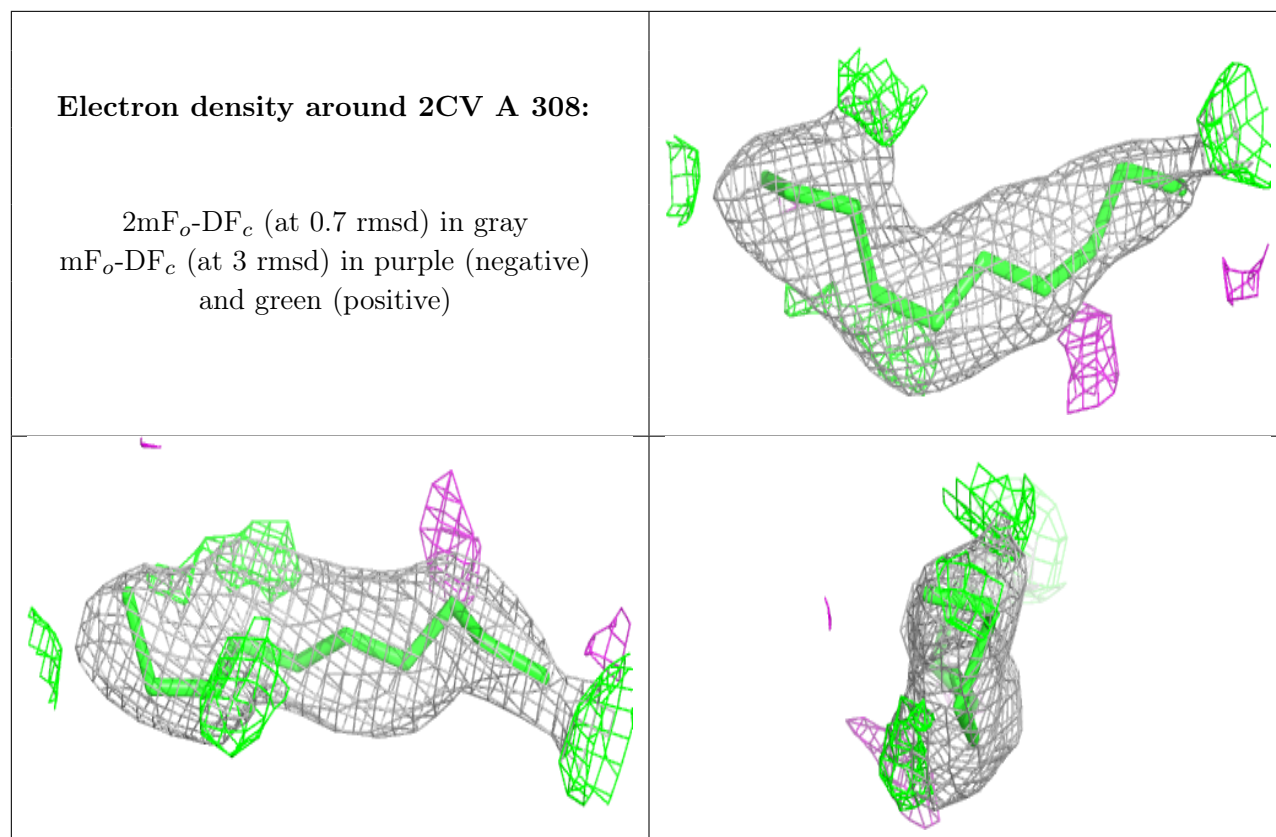 Electron density around 2CV A 308:
2mFo-DFc (at 0.7 rmsd) in gray
mFo-DFc (at 3 rmsd) in purple (negative)
and green (positive)